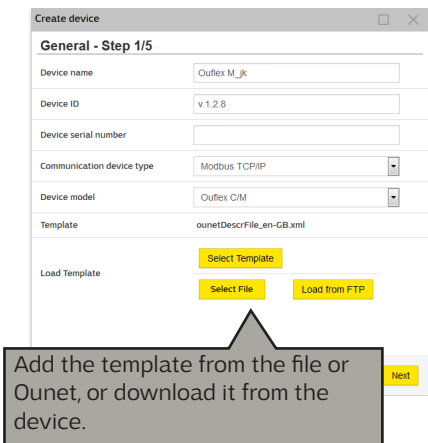 Create device
General - Step 1/5
Device name Ouflex M_jk
Device ID v.1.2.8
Device serial number
Communication device type Modbus TCP/IP
Device model Ouflex C/M
Template ounetDescrFile_en-GB.xml
Select Template
Load Template
Select File Load from FTP
Next
Add the template from the file or
Ounet, or download it from the
device.